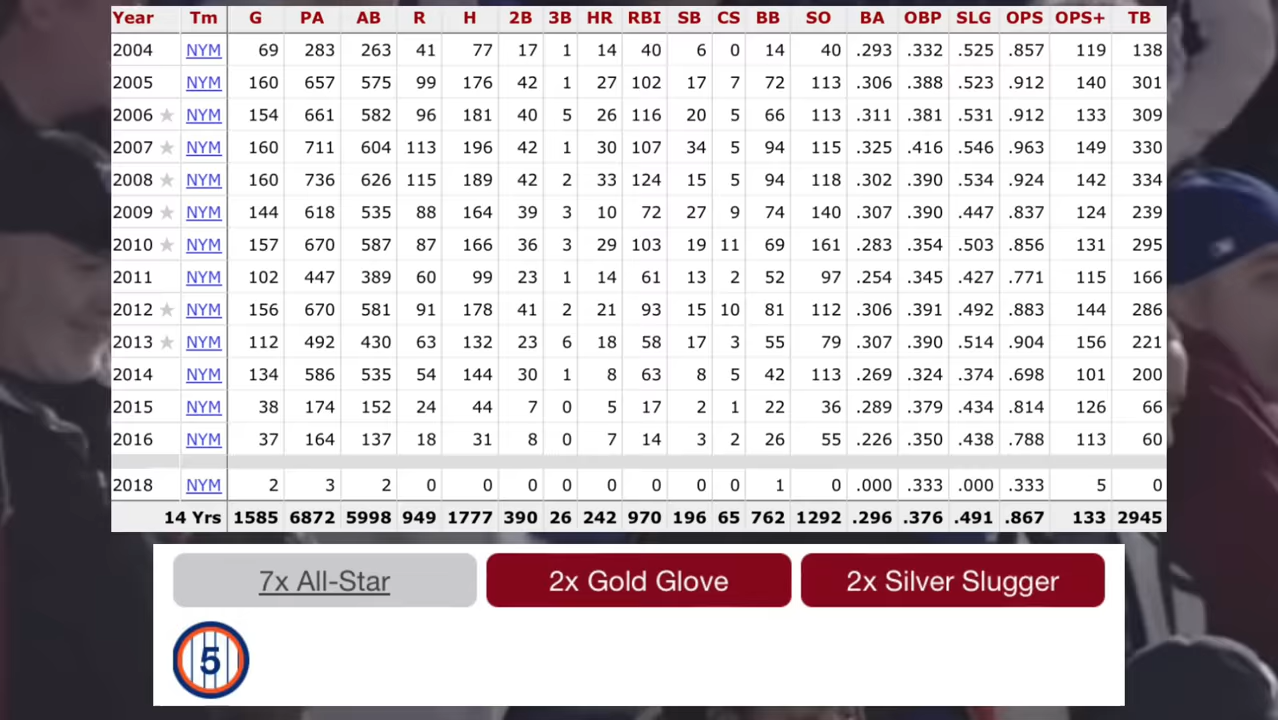 Year Tm G PA AB R H 2B 3B HR RBI SB CS BB SO BA OBP SLG OPS OPS+ TB
2004 NYM 69 283 263 41 77 17 1 14 40 6 0 14 40 .293 .332 .525 .857 119 138
2005 NYM 160 657 575 99 176 42 1 27 102 17 7 72 113 .306 .388 .523 .912 140 301
2006 ★ NYM 154 661 582 96 181 40 5 26 116 20 5 66 113 .311 .381 .531 .912 133 309
2007 ★ NYM 160 711 604 113 196 42 1 30 107 34 5 94 115 .325 .416 .546 .963 149 330
2008 ★ NYM 160 736 626 115 189 42 2 33 124 15 5 94 118 .302 .390 .534 .924 142 334
2009 ★ NYM 144 618 535 88 164 39 3 10 72 27 9 74 140 .307 .390 .447 .837 124 239
2010 ★ NYM 157 670 587 87 166 36 3 29 103 19 11 69 161 .283 .354 .503 .856 131 295
2011 NYM 102 447 389 60 99 23 1 14 61 13 2 52 97 .254 .345 .427 .771 115 166
2012 ★ NYM 156 670 581 91 178 41 2 21 93 15 10 81 112 .306 .391 .492 .883 144 286
2013 ★ NYM 112 492 430 63 132 23 6 18 58 17 3 55 79 .307 .390 .514 .904 156 221
2014 NYM 134 586 535 54 144 30 1 8 63 8 5 42 113 .269 .324 .374 .698 101 200
2015 NYM 38 174 152 24 44 7 0 5 17 2 1 22 36 .289 .379 .434 .814 126 66
2016 NYM 37 164 137 18 31 8 0 7 14 3 2 26 55 .226 .350 .438 .788 113 60
2018 NYM 2 3 2 0 0 0 0 0 0 0 0 1 0 .000 .333 .000 .333 5 0
14 Yrs 1585 6872 5998 949 1777 390 26 242 970 196 65 762 1292 .296 .376 .491 .867 133 2945
7x All-Star 2x Gold Glove 2x Silver Slugger
5